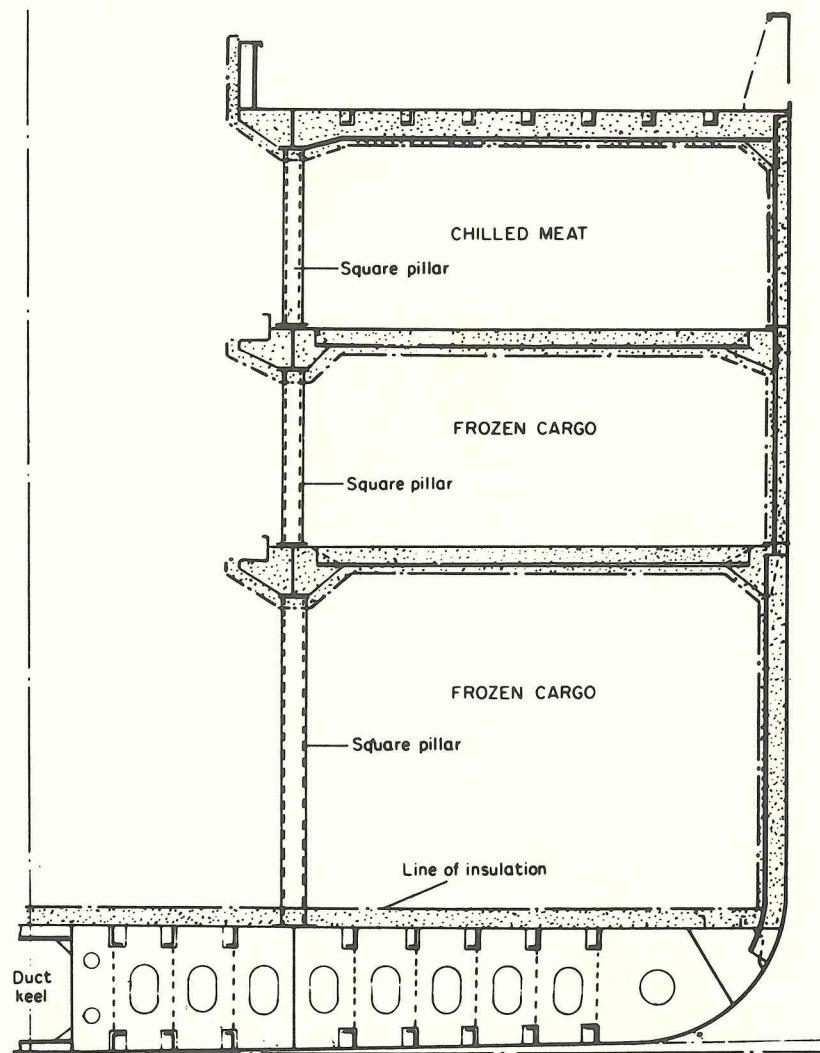 CHILLED MEAT
Square pillar
FROZEN CARGO
Square pillar
FROZEN CARGO
Square pillar
Line of insulation
Duct
keel